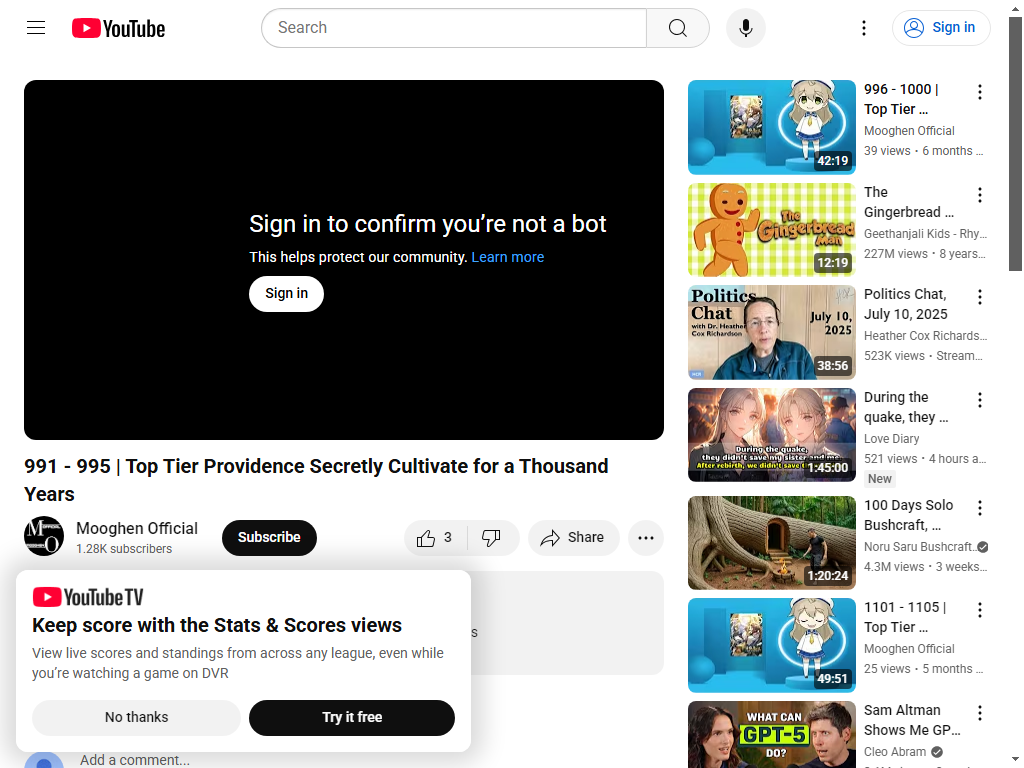 YouTube
Search
Sign in
Sign in to confirm you’re not a bot
This helps protect our community. Learn more
Sign in
991 - 995 | Top Tier Providence Secretly Cultivate for a Thousand
Years
Mooghen Official
1.28K subscribers
Subscribe
3
Share
YouTube TV
Keep score with the Stats & Scores views
View live scores and standings from across any league, even while
you’re watching a game on DVR
No thanks
Try it free
s
Add a comment...
42:19
996 - 1000 |
Top Tier ...
Mooghen Official
39 views • 6 months ...
The
Gingerbread
Man
12:19
The
Gingerbread ...
Geethanjali Kids - Rhy...
227M views • 8 years...
Politics
Chat
with Dr. Heather
Cox Richardson
July 10,
2025
38:56
Politics Chat,
July 10, 2025
Heather Cox Richards...
523K views • Stream...
During the quake,
they didn't save my sister and me.
After rebirth, we didn't save t
1:45:00
During the
quake, they ...
Love Diary
521 views • 4 hours a...
New
1:20:24
100 Days Solo
Bushcraft, ...
Noru Saru Bushcraft...
4.3M views • 3 weeks...
49:51
1101 - 1105 |
Top Tier ...
Mooghen Official
25 views • 5 months ...
WHAT CAN
GPT-5
DO?
Sam Altman
Shows Me GP...
Cleo Abram